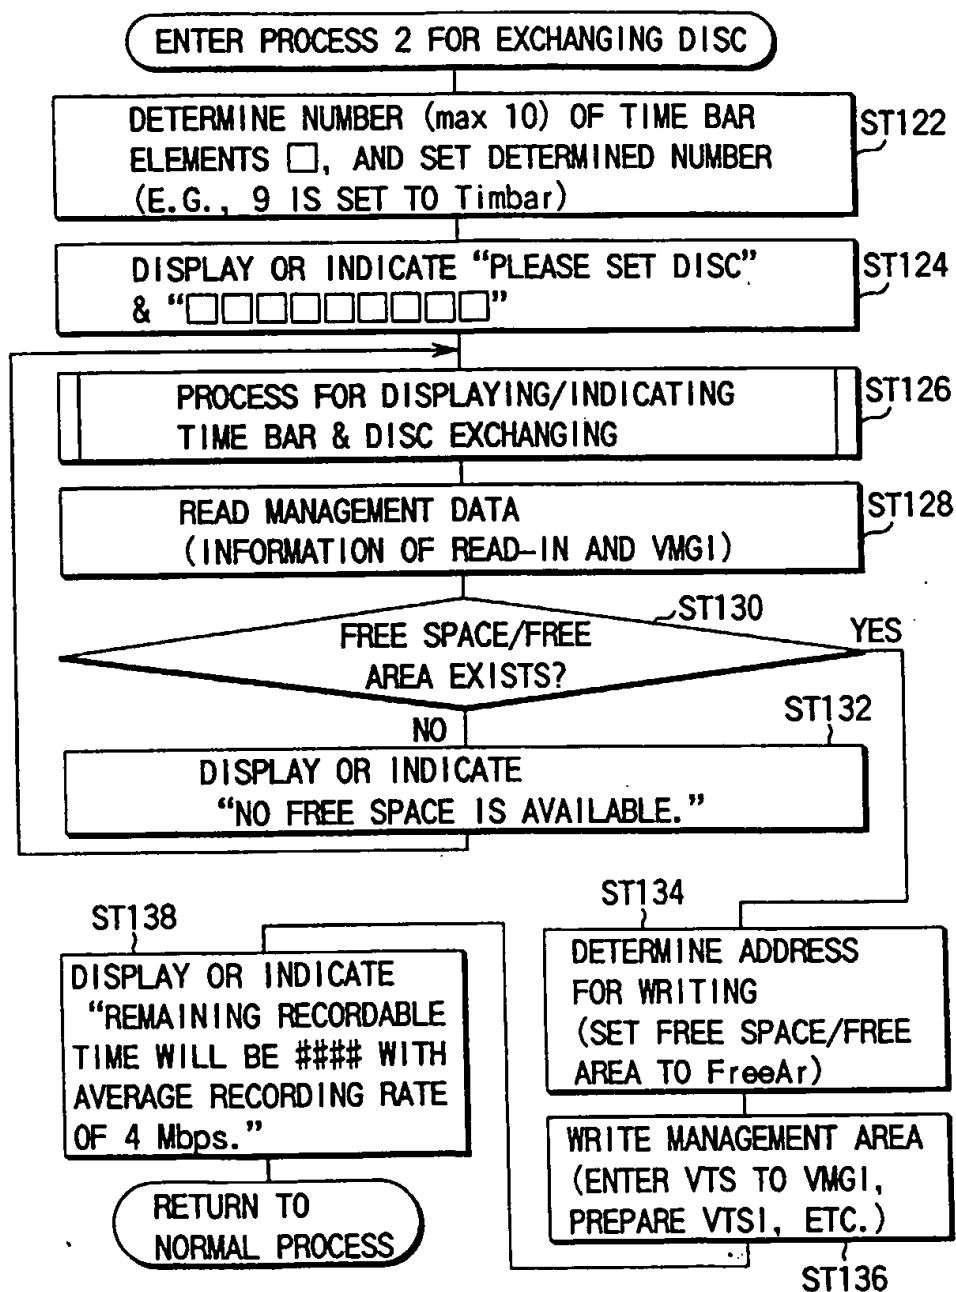 ENTER PROCESS 2 FOR EXCHANGING DISC
DETERMINE NUMBER (max 10) OF TIME BAR
ELEMENTS □, AND SET DETERMINED NUMBER
(E.G., 9 IS SET TO Timbar)
ST122
DISPLAY OR INDICATE “PLEASE SET DISC”
& “□□□□□□□□□”
ST124
PROCESS FOR DISPLAYING/INDICATING
TIME BAR & DISC EXCHANGING
ST126
READ MANAGEMENT DATA
(INFORMATION OF READ-IN AND VMGI)
ST128
ST130
FREE SPACE/FREE
AREA EXISTS?
YES
NO
ST132
DISPLAY OR INDICATE
“NO FREE SPACE IS AVAILABLE.”
ST134
DETERMINE ADDRESS
FOR WRITING
(SET FREE SPACE/FREE
AREA TO FreeAr)
WRITE MANAGEMENT AREA
(ENTER VTS TO VMGI,
PREPARE VTSI, ETC.)
ST136
ST138
DISPLAY OR INDICATE
“REMAINING RECORDABLE
TIME WILL BE #### WITH
AVERAGE RECORDING RATE
OF 4 Mbps.”
RETURN TO
NORMAL PROCESS